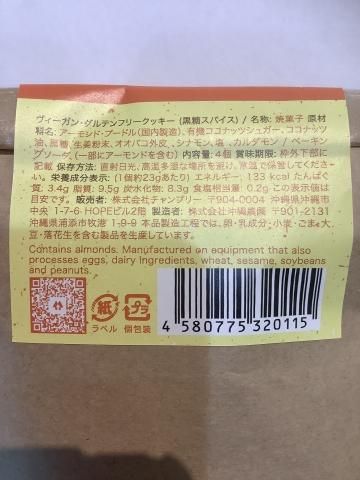 ヴィーガン・グルテンフリークッキー (黒糖スパイス) / 名称: 焼菓子 原材
料名: アーモンド・プードル (国内製造)、有機ココナッツシュガー、ココナッツ
油、黒糖、生姜粉末、オオバコ外皮、シナモン、塩、カルダモン / ベーキン
グソーダ、(一部にアーモンドを含む) 内容量: 4個 賞味期限: 枠外下部に
記載 保存方法: 直射日光、高温多湿な場所を避け、常温で保管してくださ
い。栄養成分表示: (1個約23gあたり) エネルギー: 133 kcal たんぱく
質: 3.4g 脂質: 9.5g 炭水化物: 8.3g 食塩相当量: 0.2g この表示値は
目安です。販売者: 株式会社チャンプリー 〒904-0004 沖縄県沖縄市
中央 1-7-6 HOPEビル2階 製造者: 株式会社沖縄農園 〒901-2131
沖縄県浦添市牧港 1-9-9 本品製造工程では、卵・乳成分・小麦・ごま・大
豆・落花生を含む製品を生産しています。
Contains almonds. Manufactured on equipment that also
processes eggs, dairy Ingredients, wheat, sesame, soybeans
and peanuts.
紙
ラベル
プラ
個包装
4 580775 320115